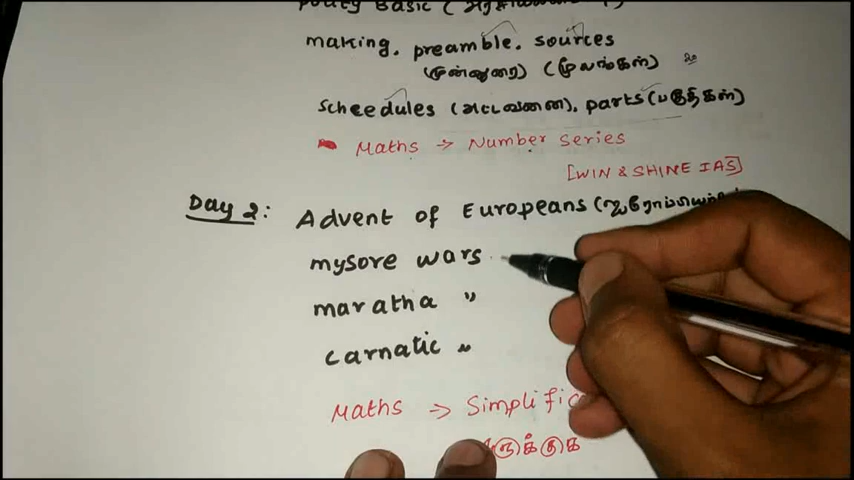 making. preamble. sources
(முன்னுரை) (மூலங்கள்)
schedules (அட்டவணை). parts (பகுதிகள்)
Maths → Number series
[WIN & SHINE IAS]
Day 2: Advent of Europeans
mysore wars
maratha "
carnatic "
Maths →